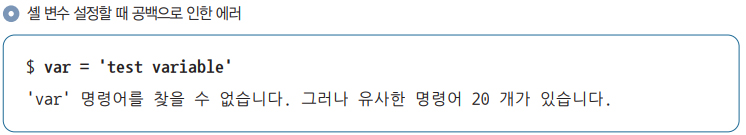 셸 변수 설정할 때 공백으로 인한 에러
$ var = 'test variable'
'var' 명령어를 찾을 수 없습니다. 그러나 유사한 명령어 20 개가 있습니다.